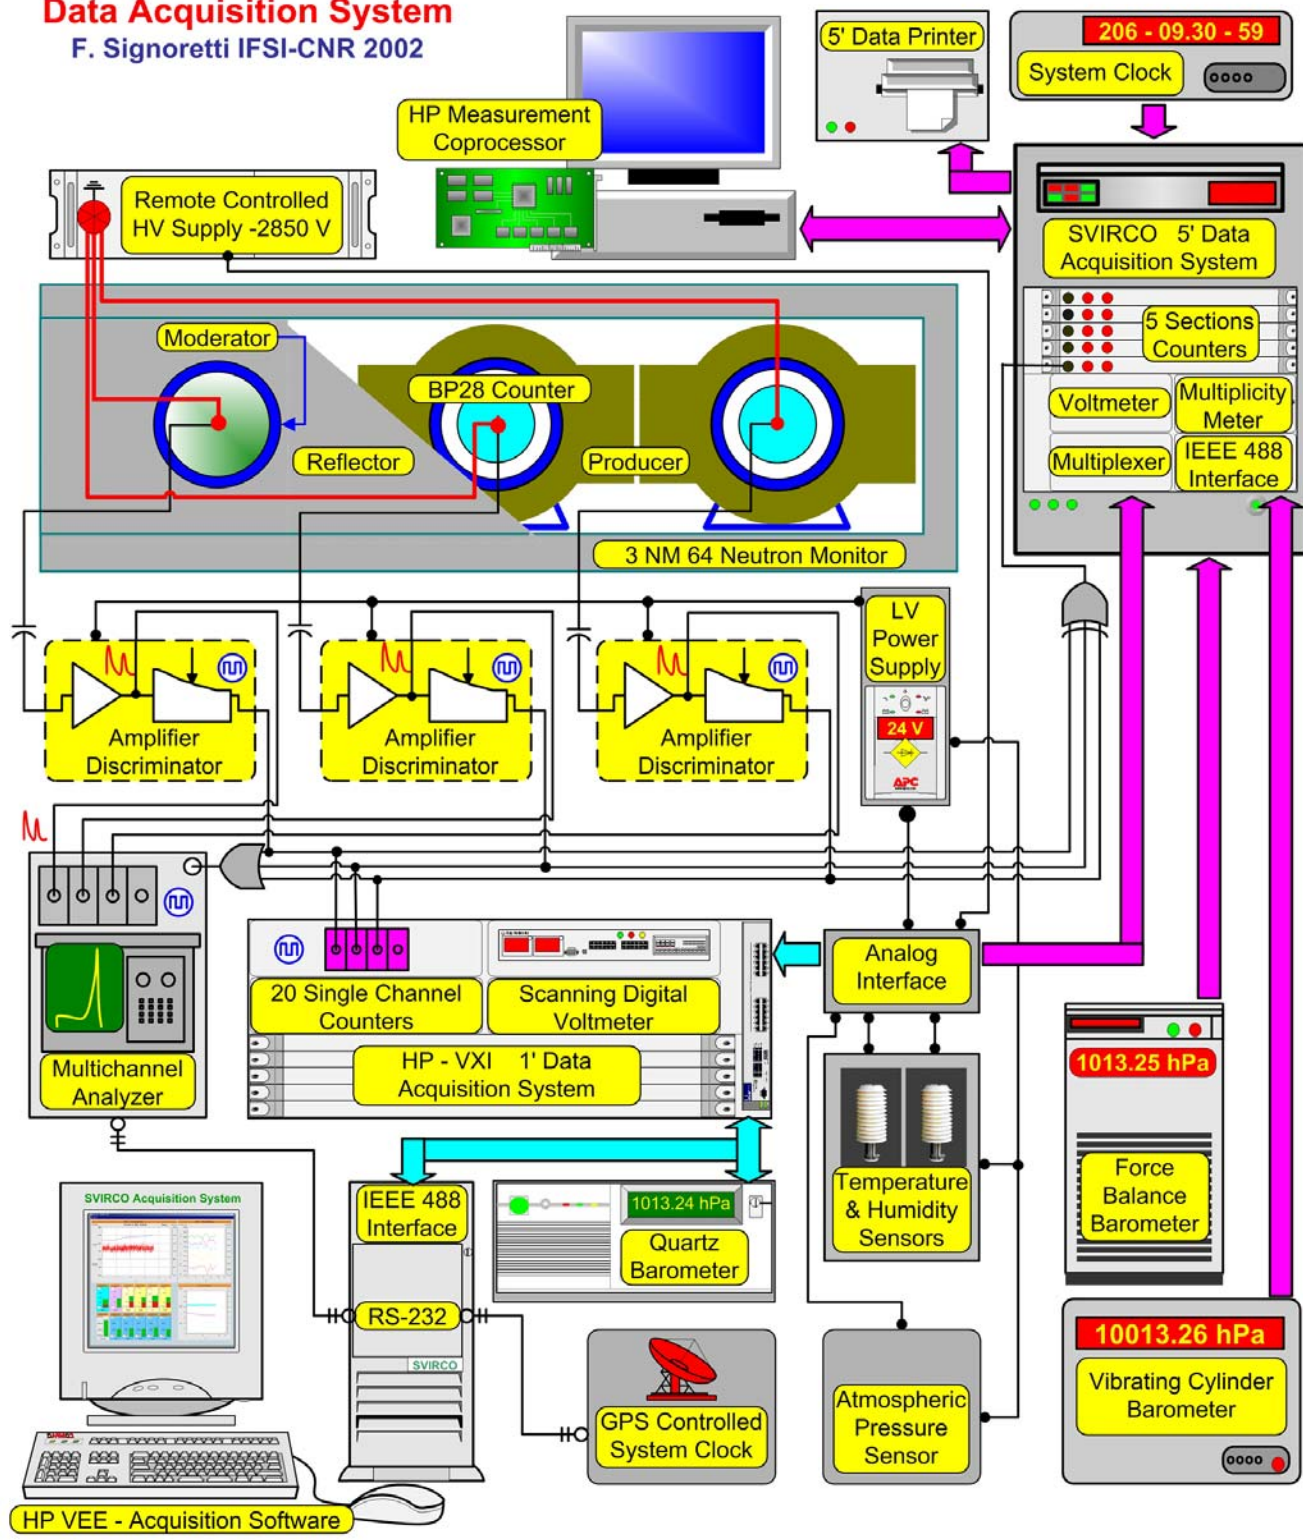 Data Acquisition System
F. Signoretti IFSI-CNR 2002
5' Data Printer
206 - 09.30 - 59
System Clock
HP Measurement
Coprocessor
Remote Controlled
HV Supply -2850 V
SVIRCO 5' Data
Acquisition System
Moderator
BP28 Counter
Reflector
Producer
3 NM 64 Neutron Monitor
5 Sections
Counters
Voltmeter
Multiplicity
Meter
Multiplexer
IEEE 488
Interface
LV
Power
Supply
24 V
APC
Amplifier
Discriminator
Amplifier
Discriminator
Amplifier
Discriminator
Multichannel
Analyzer
20 Single Channel
Counters
Scanning Digital
Voltmeter
HP - VXI 1' Data
Acquisition System
Analog
Interface
Temperature
& Humidity
Sensors
1013.25 hPa
Force
Balance
Barometer
SVIRCO Acquisition System
IEEE 488
Interface
RS-232
SVIRCO
1013.24 hPa
Quartz
Barometer
GPS Controlled
System Clock
Atmospheric
Pressure
Sensor
10013.26 hPa
Vibrating Cylinder
Barometer
HP VEE - Acquisition Software